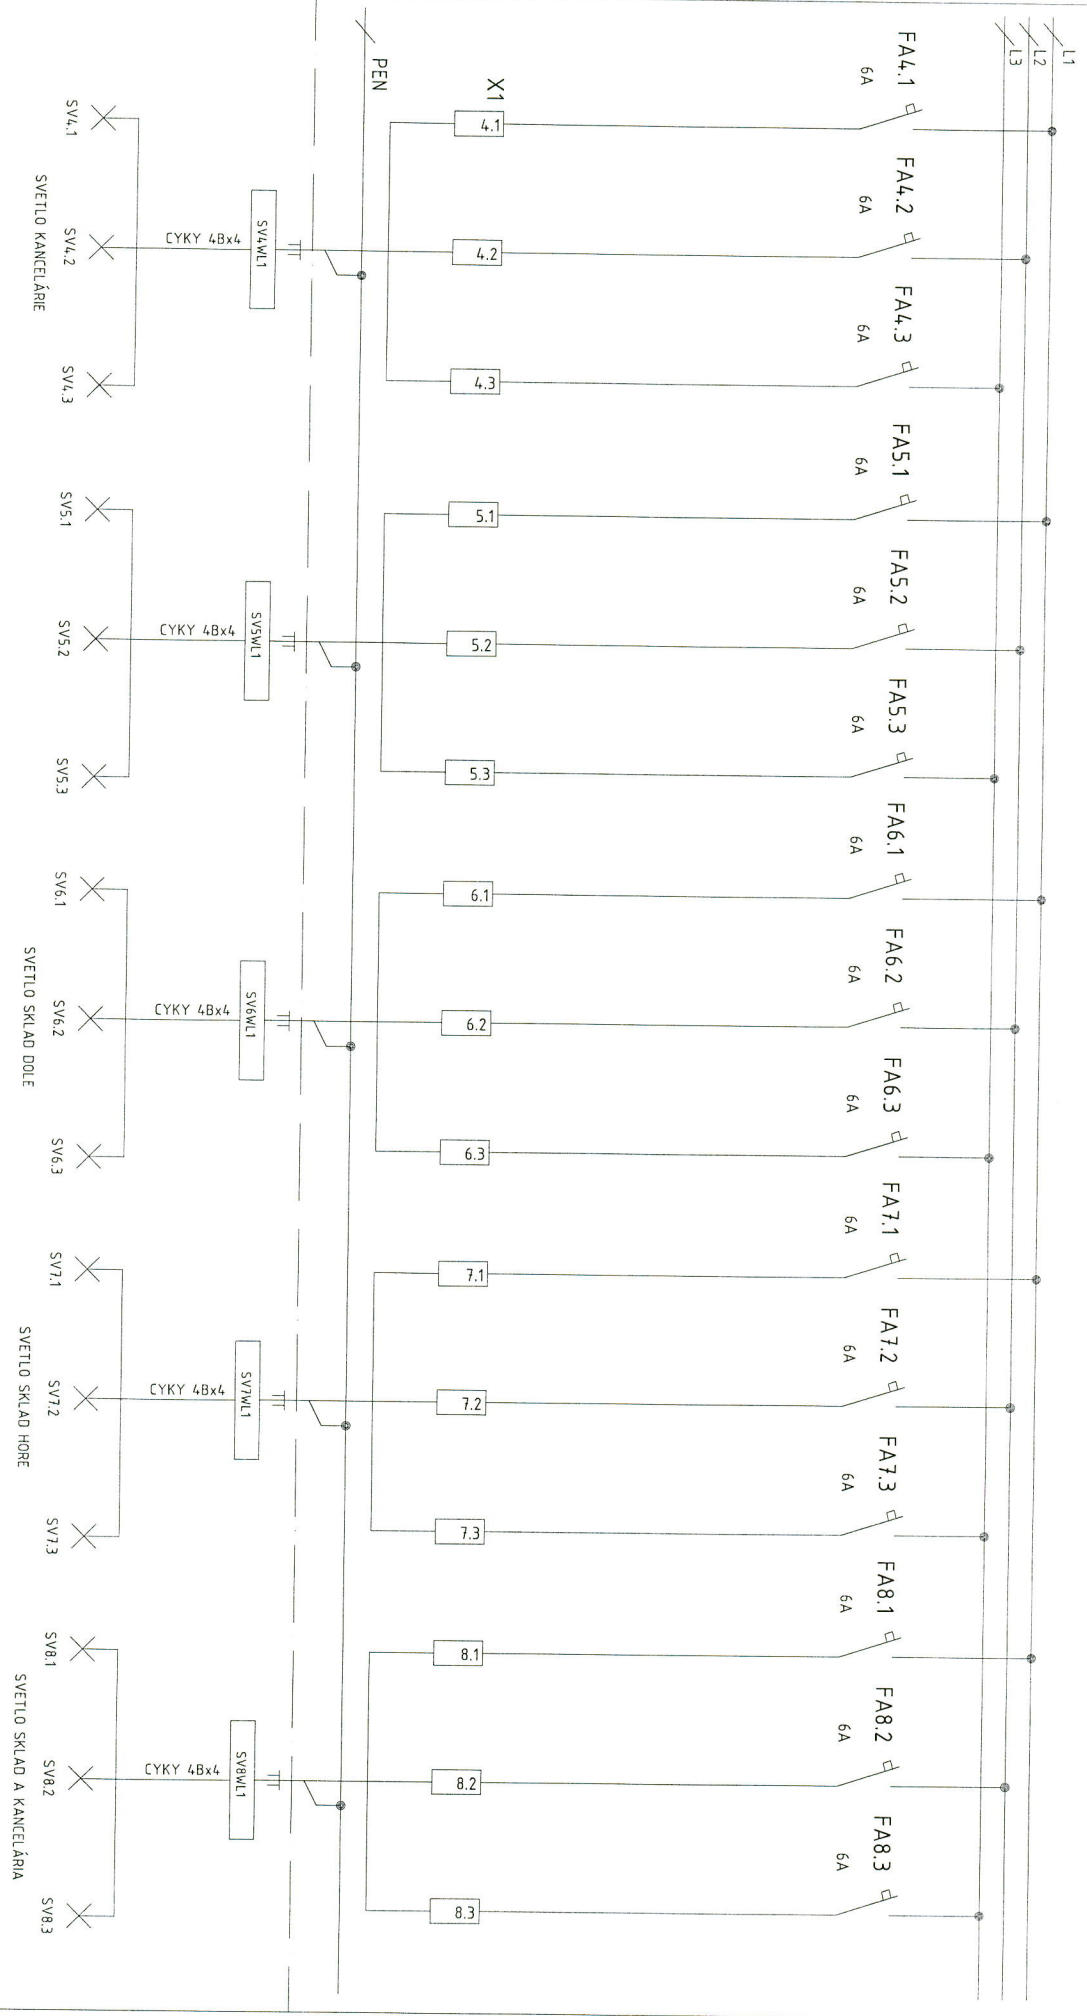 L1
L2
L3
FA4.1
6A
FA4.2
6A
FA4.3
6A
FA5.1
6A
FA5.2
6A
FA5.3
6A
FA6.1
6A
FA6.2
6A
FA6.3
6A
FA7.1
6A
FA7.2
6A
FA7.3
6A
FA8.1
6A
FA8.2
6A
FA8.3
6A
X1
4.1
4.2
4.3
5.1
5.2
5.3
6.1
6.2
6.3
7.1
7.2
7.3
8.1
8.2
8.3
PEN
SV4WL1
SV5WL1
SV6WL1
SV7WL1
SV8WL1
CYKY 4Bx4
CYKY 4Bx4
CYKY 4Bx4
CYKY 4Bx4
CYKY 4Bx4
SV4.1
SV4.2
SV4.3
SV5.1
SV5.2
SV5.3
SV6.1
SV6.2
SV6.3
SV7.1
SV7.2
SV7.3
SV8.1
SV8.2
SV8.3
SVETLO KANCELÁRIE
SVETLO SKLAD DOLE
SVETLO SKLAD HORE
SVETLO SKLAD A KANCELÁRIA